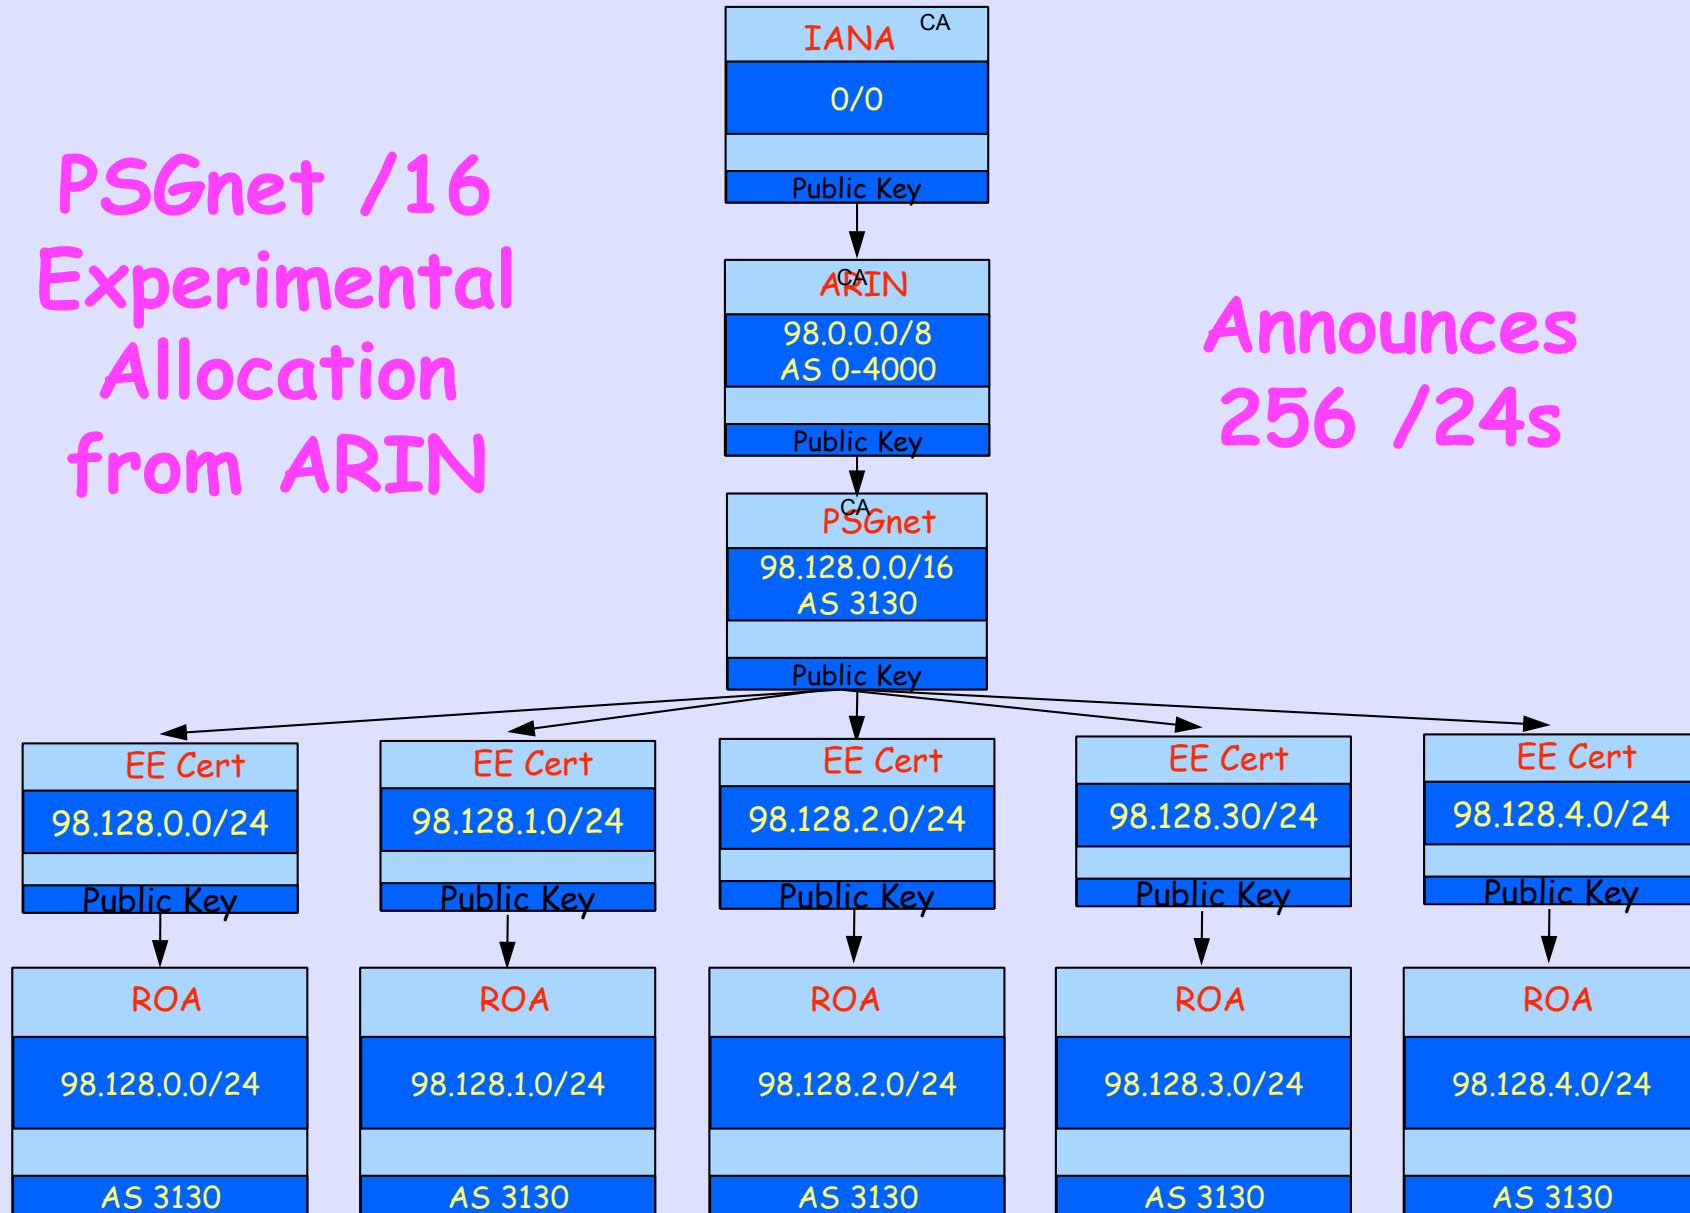 CA
IANA
0/0
Public Key
PSGnet /16
Experimental
Allocation
from ARIN
Announces
256 /24s
CA
ARIN
98.0.0.0/8
AS 0-4000
Public Key
CA
PSGnet
98.128.0.0/16
AS 3130
Public Key
EE Cert
98.128.0.0/24
Public Key
EE Cert
98.128.1.0/24
Public Key
EE Cert
98.128.2.0/24
Public Key
EE Cert
98.128.30/24
Public Key
EE Cert
98.128.4.0/24
Public Key
ROA
98.128.0.0/24
AS 3130
ROA
98.128.1.0/24
AS 3130
ROA
98.128.2.0/24
AS 3130
ROA
98.128.3.0/24
AS 3130
ROA
98.128.4.0/24
AS 3130